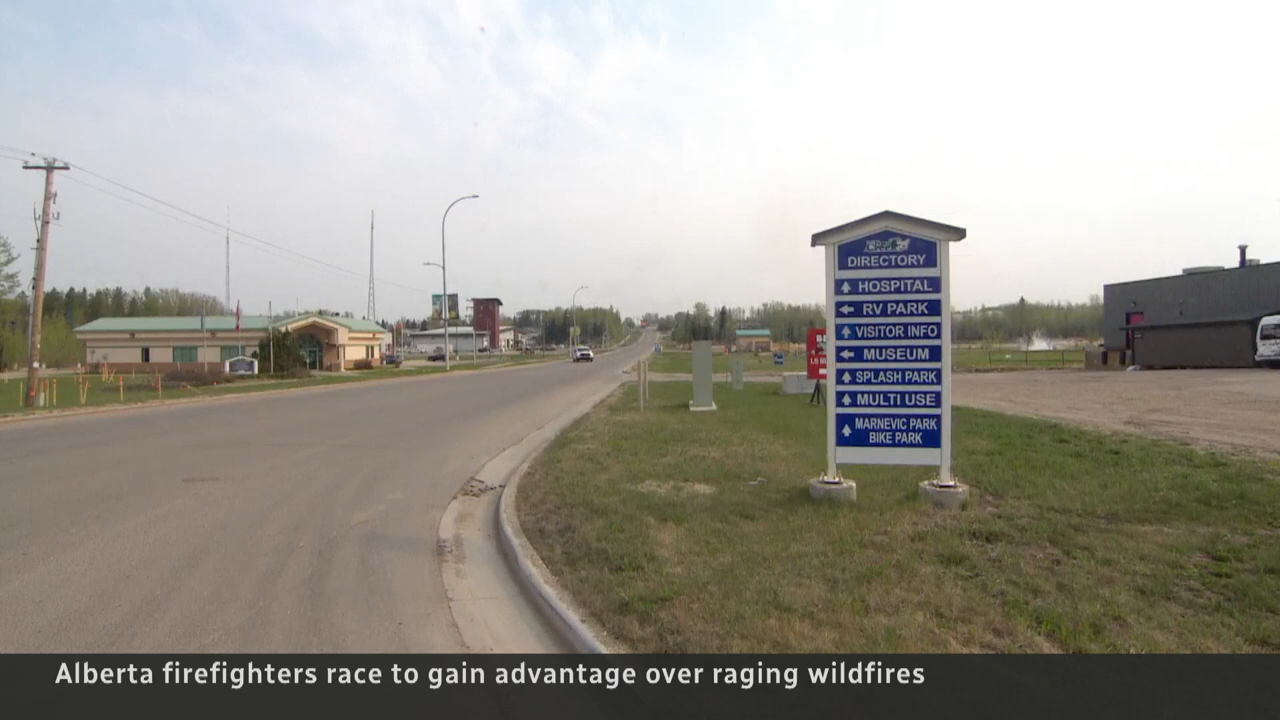 Creek
DIRECTORY
HOSPITAL
RV PARK
VISITOR INFO
MUSEUM
SPLASH PARK
MULTI USE
MARNEVIC PARK
BIKE PARK
Alberta firefighters race to gain advantage over raging wildfires